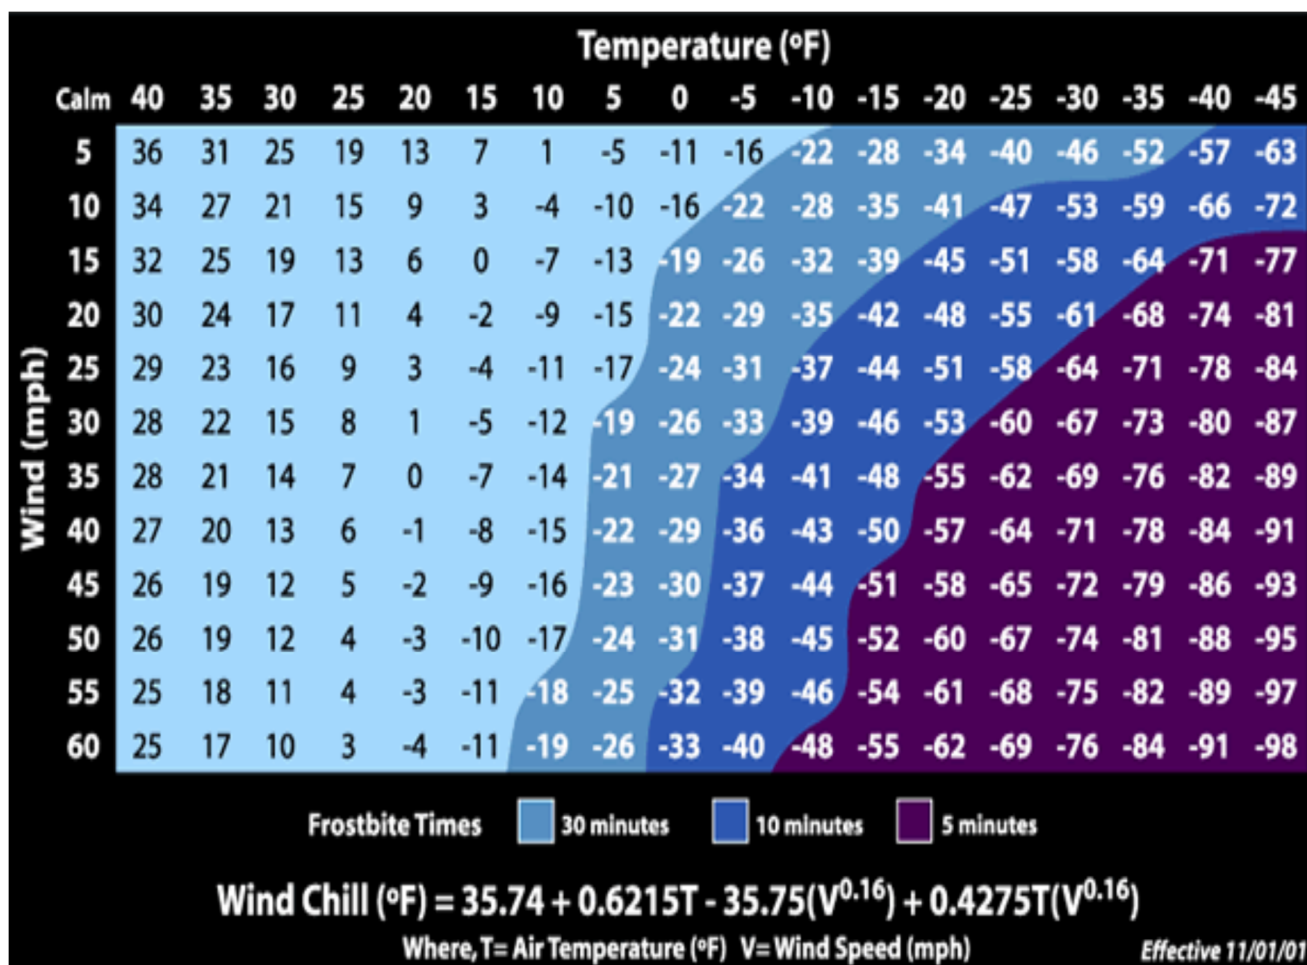 Temperature (ºF)
Calm 40 35 30 25 20 15 10 5 0 -5 -10 -15 -20 -25 -30 -35 -40 -45
5 36 31 25 19 13 7 1 -5 -11 -16 -22 -28 -34 -40 -46 -52 -57 -63
10 34 27 21 15 9 3 -4 -10 -16 -22 -28 -35 -41 -47 -53 -59 -66 -72
15 32 25 19 13 6 0 -7 -13 -19 -26 -32 -39 -45 -51 -58 -64 -71 -77
20 30 24 17 11 4 -2 -9 -15 -22 -29 -35 -42 -48 -55 -61 -68 -74 -81
25 29 23 16 9 3 -4 -11 -17 -24 -31 -37 -44 -51 -58 -64 -71 -78 -84
30 28 22 15 8 1 -5 -12 -19 -26 -33 -39 -46 -53 -60 -67 -73 -80 -87
35 28 21 14 7 0 -7 -14 -21 -27 -34 -41 -48 -55 -62 -69 -76 -82 -89
40 27 20 13 6 -1 -8 -15 -22 -29 -36 -43 -50 -57 -64 -71 -78 -84 -91
45 26 19 12 5 -2 -9 -16 -23 -30 -37 -44 -51 -58 -65 -72 -79 -86 -93
50 26 19 12 4 -3 -10 -17 -24 -31 -38 -45 -52 -60 -67 -74 -81 -88 -95
55 25 18 11 4 -3 -11 -18 -25 -32 -39 -46 -54 -61 -68 -75 -82 -89 -97
60 25 17 10 3 -4 -11 -19 -26 -33 -40 -48 -55 -62 -69 -76 -84 -91 -98
Wind (mph)
Frostbite Times 30 minutes 10 minutes 5 minutes
Wind Chill (ºF) = 35.74 + 0.6215T - 35.75(V^0.16) + 0.4275T(V^0.16)
Where, T= Air Temperature (ºF) V= Wind Speed (mph) Effective 11/01/01